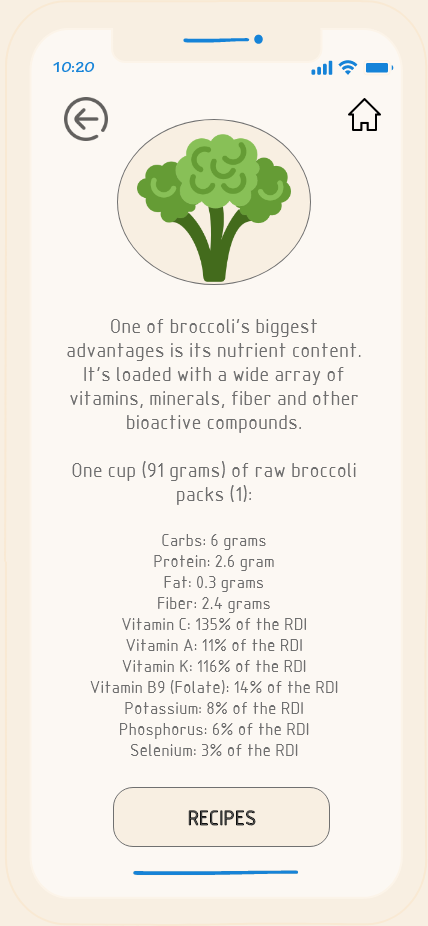 10:20
One of broccoli's biggest
advantages is its nutrient content.
It's loaded with a wide array of
vitamins, minerals, fiber and other
bioactive compounds.
One cup (91 grams) of raw broccoli
packs (1):
Carbs: 6 grams
Protein: 2.6 gram
Fat: 0.3 grams
Fiber: 2.4 grams
Vitamin C: 135% of the RDI
Vitamin A: 11% of the RDI
Vitamin K: 116% of the RDI
Vitamin B9 (Folate): 14% of the RDI
Potassium: 8% of the RDI
Phosphorus: 6% of the RDI
Selenium: 3% of the RDI
RECIPES